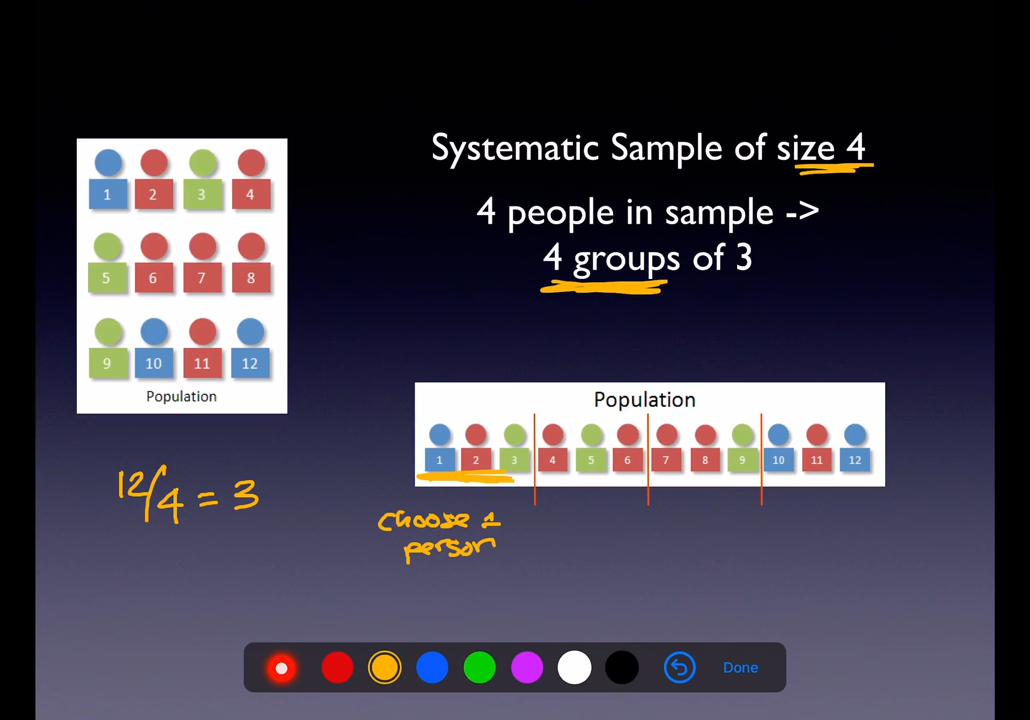 Systematic Sample of size 4
4 people in sample ->
4 groups of 3
1 2 3 4
5 6 7 8
9 10 11 12
Population
12/4 = 3
Population
1 2 3 4 5 6 7 8 9 10 11 12
choose 1
person
Done